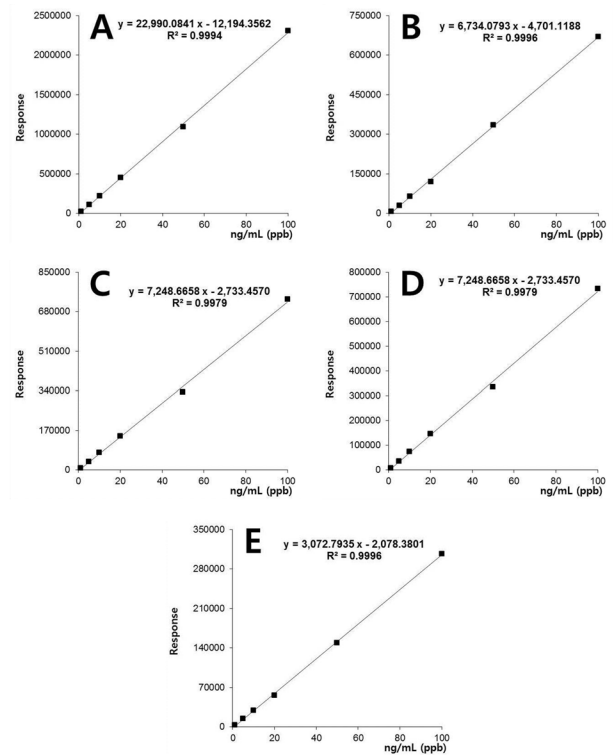 A
y = 22,990.0841 x - 12,194.3562
R² = 0.9994
2500000
2000000
1500000
1000000
500000
0
Response
0 20 40 60 80 100
ng/mL (ppb)
B
y = 6,734.0793 x - 4,701.1188
R² = 0.9996
750000
600000
450000
300000
150000
0
Response
0 20 40 60 80 100
ng/mL (ppb)
C
y = 7,248.6658 x - 2,733.4570
R² = 0.9979
850000
680000
510000
340000
170000
0
Response
0 20 40 60 80 100
ng/mL (ppb)
D
y = 7,248.6658 x - 2,733.4570
R² = 0.9979
800000
700000
600000
500000
400000
300000
200000
100000
0
Response
0 20 40 60 80 100
ng/mL (ppb)
E
y = 3,072.7935 x - 2,078.3801
R² = 0.9996
350000
280000
210000
140000
70000
0
Response
0 20 40 60 80 100
ng/mL (ppb)